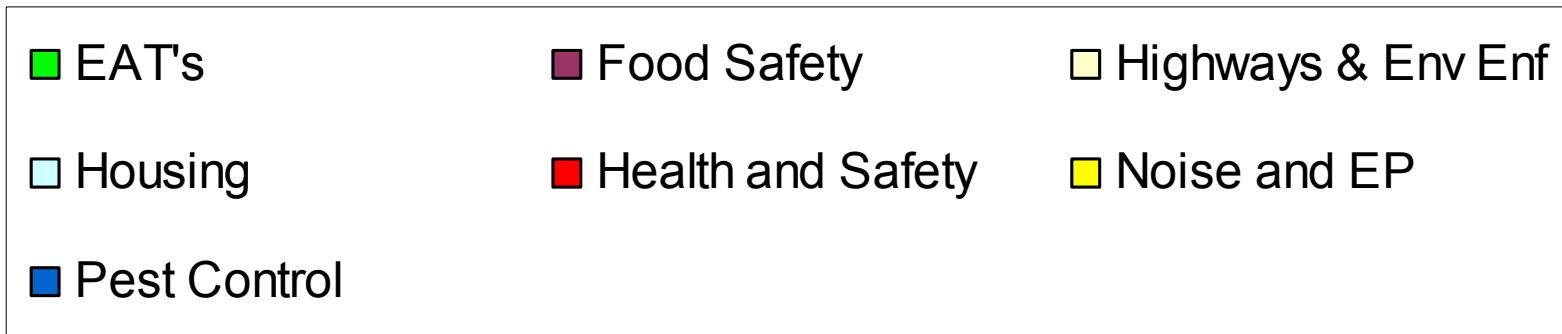 EAT's Food Safety Highways & Env Enf
Housing Health and Safety Noise and EP
Pest Control